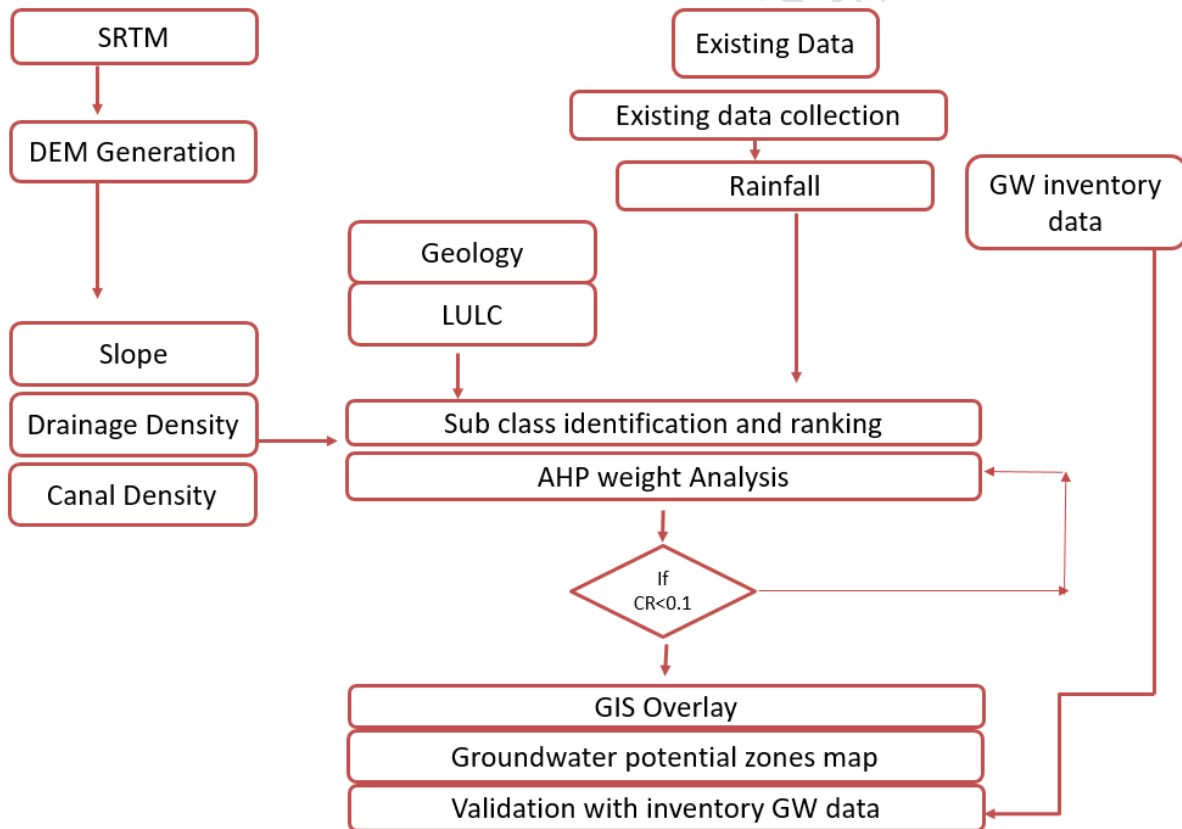 SRTM
Existing Data
Existing data collection
DEM Generation
Rainfall
GW inventory
data
Geology
LULC
Slope
Drainage Density
Canal Density
Sub class identification and ranking
AHP weight Analysis
If
CR<0.1
GIS Overlay
Groundwater potential zones map
Validation with inventory GW data